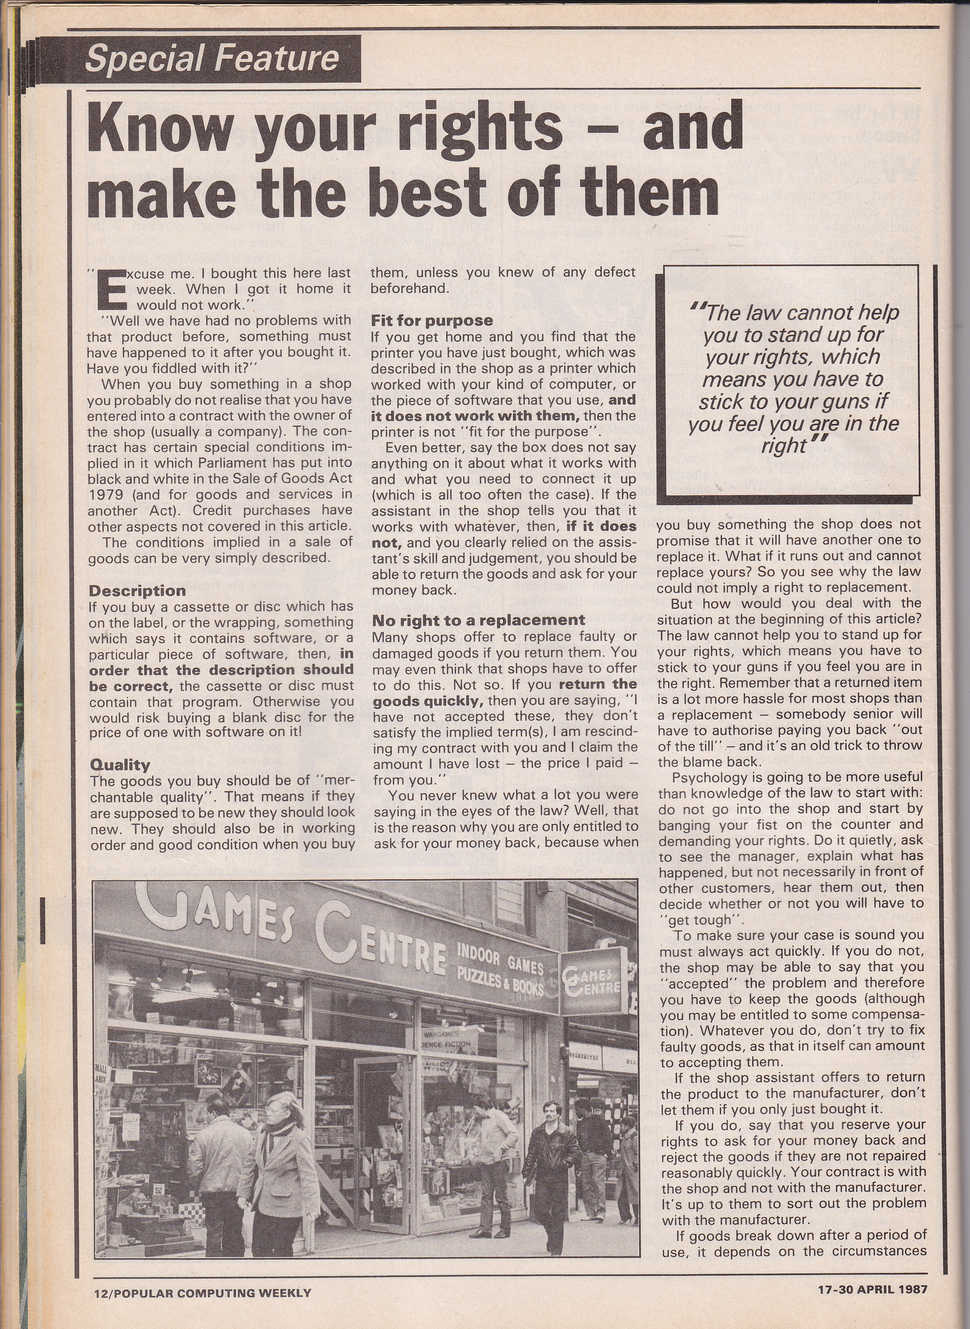 Special Feature
Know your rights – and
make the best of them
"Excuse me. I bought this here last
week. When I got it home it
would not work."
"Well we have had no problems with
that product before, something must
have happened to it after you bought it.
Have you fiddled with it?"
When you buy something in a shop
you probably do not realise that you have
entered into a contract with the owner of
the shop (usually a company). The con-
tract has certain special conditions im-
plied in it which Parliament has put into
black and white in the Sale of Goods Act
1979 (and for goods and services in
another Act). Credit purchases have
other aspects not covered in this article.
The conditions implied in a sale of
goods can be very simply described.
Description
If you buy a cassette or disc which has
on the label, or the wrapping, something
which says it contains software, or a
particular piece of software, then, in
order that the description should
be correct, the cassette or disc must
contain that program. Otherwise you
would risk buying a blank disc for the
price of one with software on it!
Quality
The goods you buy should be of "mer-
chantable quality". That means if they
are supposed to be new they should look
new. They should also be in working
order and good condition when you buy
them, unless you knew of any defect
beforehand.
Fit for purpose
If you get home and you find that the
printer you have just bought, which was
described in the shop as a printer which
worked with your kind of computer, or
the piece of software that you use, and
it does not work with them, then the
printer is not "fit for the purpose".
Even better, say the box does not say
anything on it about what it works with
and what you need to connect it up
(which is all too often the case). If the
assistant in the shop tells you that it
works with whatever, then, if it does
not, and you clearly relied on the assis-
tant's skill and judgement, you should be
able to return the goods and ask for your
money back.
No right to a replacement
Many shops offer to replace faulty or
damaged goods if you return them. You
may even think that shops have to offer
to do this. Not so. If you return the
goods quickly, then you are saying, "I
have not accepted these, they don't
satisfy the implied term(s), I am rescind-
ing my contract with you and I claim the
amount I have lost – the price I paid –
from you."
You never knew what a lot you were
saying in the eyes of the law? Well, that
is the reason why you are only entitled to
ask for your money back, because when
"The law cannot help
you to stand up for
your rights, which
means you have to
stick to your guns if
you feel you are in the
right"
you buy something the shop does not
promise that it will have another one to
replace it. What if it runs out and cannot
replace yours? So you see why the law
could not imply a right to replacement.
But how would you deal with the
situation at the beginning of this article?
The law cannot help you to stand up for
your rights, which means you have to
stick to your guns if you feel you are in
the right. Remember that a returned item
is a lot more hassle for most shops than
a replacement – somebody senior will
have to authorise paying you back "out
of the till" – and it's an old trick to throw
the blame back.
Psychology is going to be more useful
than knowledge of the law to start with:
do not go into the shop and start by
banging your fist on the counter and
demanding your rights. Do it quietly, ask
to see the manager, explain what has
happened, but not necessarily in front of
other customers, hear them out, then
decide whether or not you will have to
"get tough".
To make sure your case is sound you
must always act quickly. If you do not,
the shop may be able to say that you
"accepted" the problem and therefore
you have to keep the goods (although
you may be entitled to some compensa-
tion). Whatever you do, don't try to fix
faulty goods, as that in itself can amount
to accepting them.
If the shop assistant offers to return
the product to the manufacturer, don't
let them if you only just bought it.
If you do, say that you reserve your
rights to ask for your money back and
reject the goods if they are not repaired
reasonably quickly. Your contract is with
the shop and not with the manufacturer.
It's up to them to sort out the problem
with the manufacturer.
If goods break down after a period of
use, it depends on the circumstances
GAMES CENTRE
INDOOR GAMES
PUZZLES & BOOKS
GAMES
CENTRE
WARGAMES
FICTION
12/POPULAR COMPUTING WEEKLY
17-30 APRIL 1987